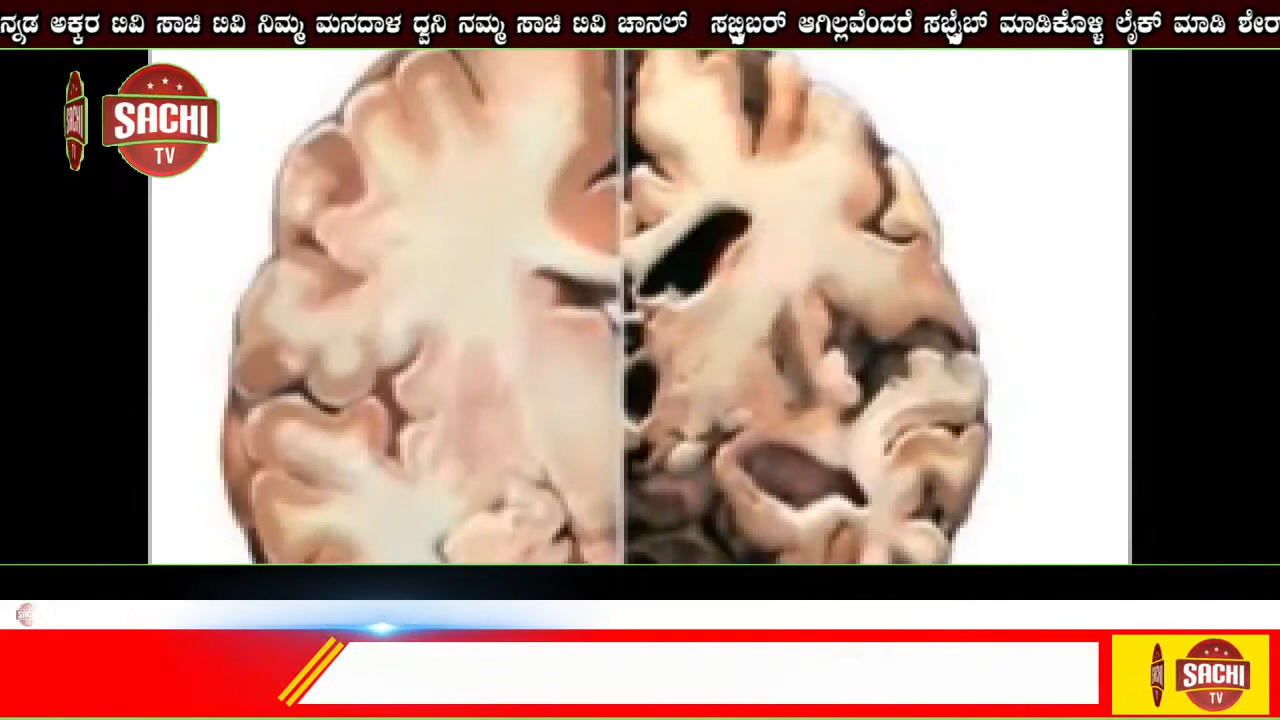 ನ್ನಡ ಅಕ್ಕರ ಟಿವಿ ಸಾಚಿ ಟಿವಿ ನಿಮ್ಮ ಮನದಾಳ ಧ್ವನಿ ನಮ್ಮ ಸಾಚಿ ಟಿವಿ ಚಾನಲ್ ಸಬ್ಸ್ಕ್ರಿಬರ್ ಆಗಿಲ್ಲವೆಂದರೆ ಸಬ್ಸ್ಕ್ರೈಬ್ ಮಾಡಿಕೊಳ್ಳಿ ಲೈಕ್ ಮಾಡಿ ಶೇರ
SACHI
TV
SACHI
TV